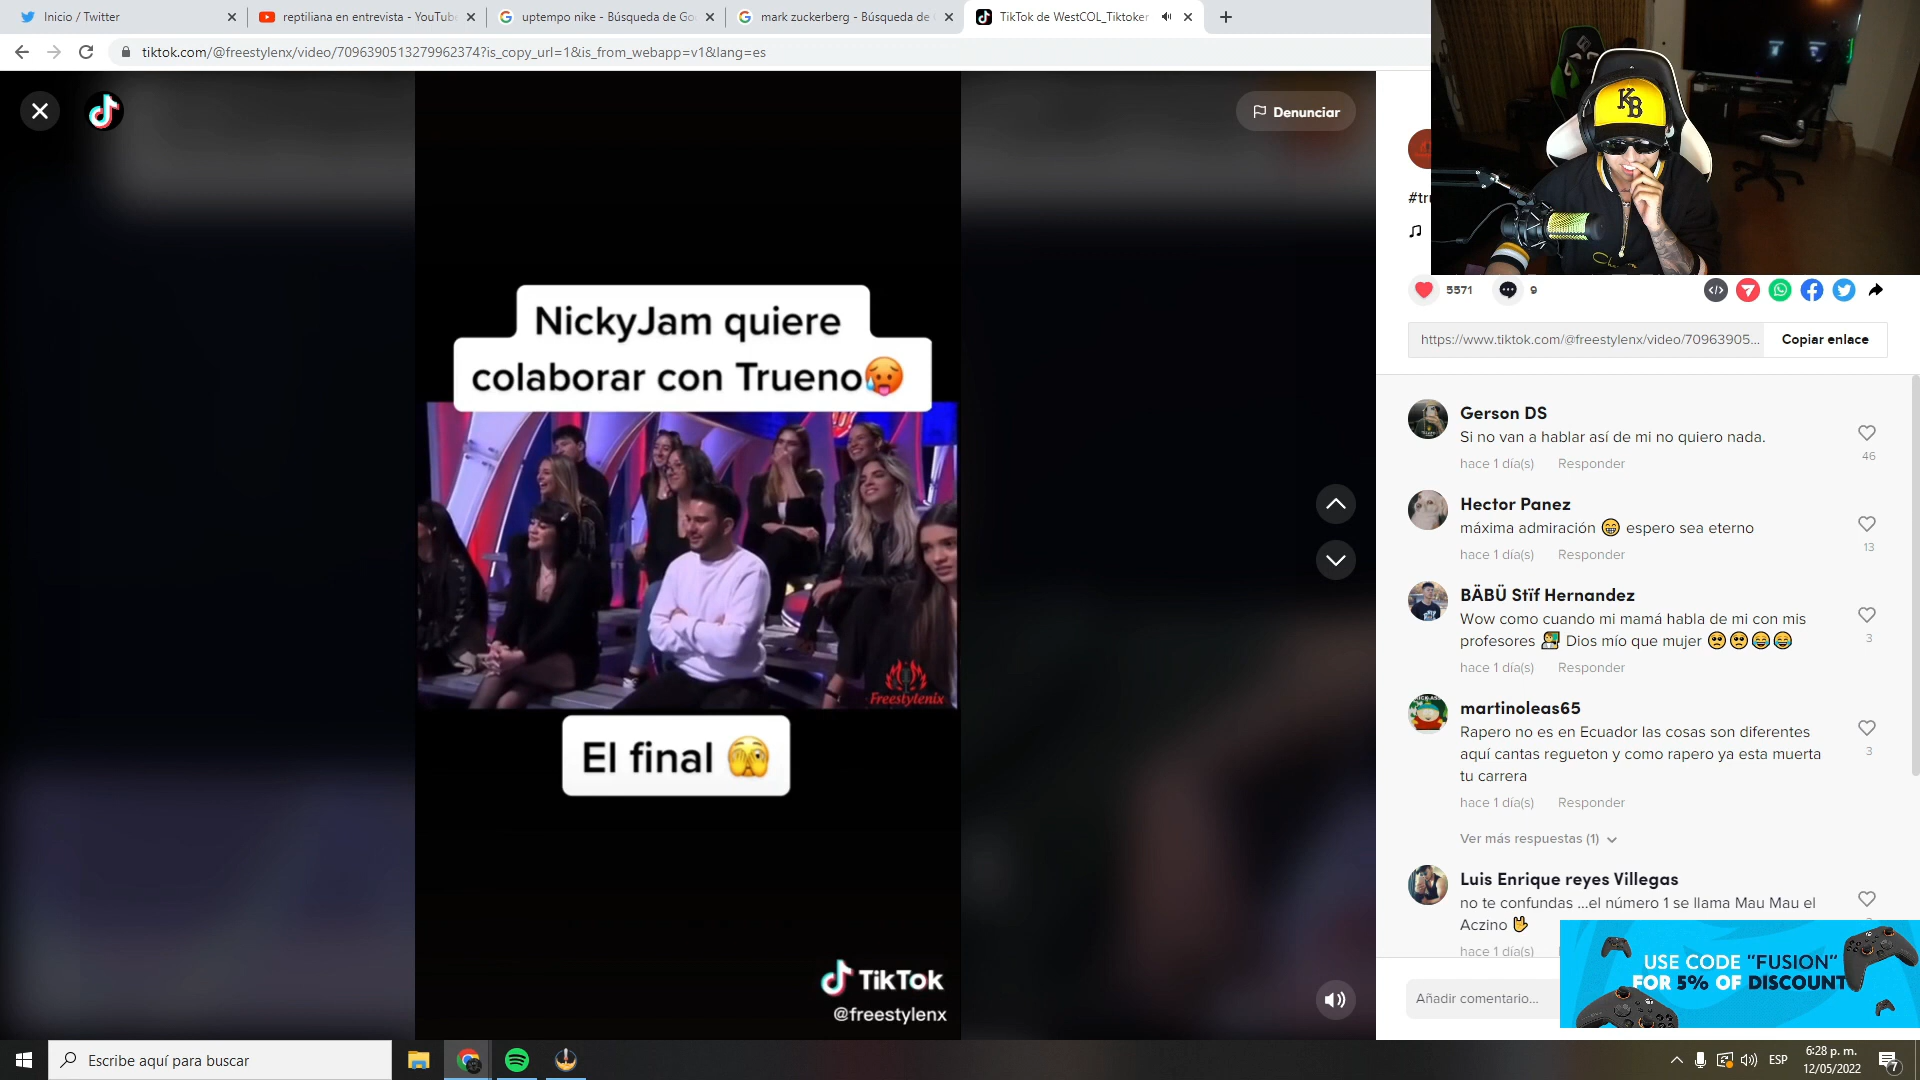 Inicio / Twitter
reptiliana en entrevista - YouTube
uptempo nike - Búsqueda de Go
mark zuckerberg - Búsqueda de
TikTok de WestCOL_Tiktoker
tiktok.com/@freestylenx/video/7096390513279962374?is_copy_url=1&is_from_webapp=v1&lang=es
Denunciar
KB
NickyJam quiere
colaborar con Trueno🥵
Freestylenix
El final 🫣
TikTok
@freestylenx
#tru
5571
9
https://www.tiktok.com/@freestylenx/video/70963905...
Copiar enlace
Gerson DS
Si no van a hablar así de mi no quiero nada.
46
hace 1 día(s) Responder
Hector Panez
máxima admiración 😁 espero sea eterno
13
hace 1 día(s) Responder
BÄBÜ Stïf Hernandez
Wow como cuando mi mamá habla de mi con mis
profesores 👨‍🏫 Dios mío que mujer 🥺🥺😂😂
3
hace 1 día(s) Responder
martinoleas65
Rapero no es en Ecuador las cosas son diferentes
aquí cantas regueton y como rapero ya esta muerta
tu carrera
3
hace 1 día(s) Responder
Ver más respuestas (1)
Luis Enrique reyes Villegas
no te confundas ...el número 1 se llama Mau Mau el
Aczino 🤟
hace 1 día(s)
Añadir comentario...
USE CODE "FUSION"
FOR 5% OF DISCOUNT
Escribe aquí para buscar
ESP
6:28 p. m.
12/05/2022
7